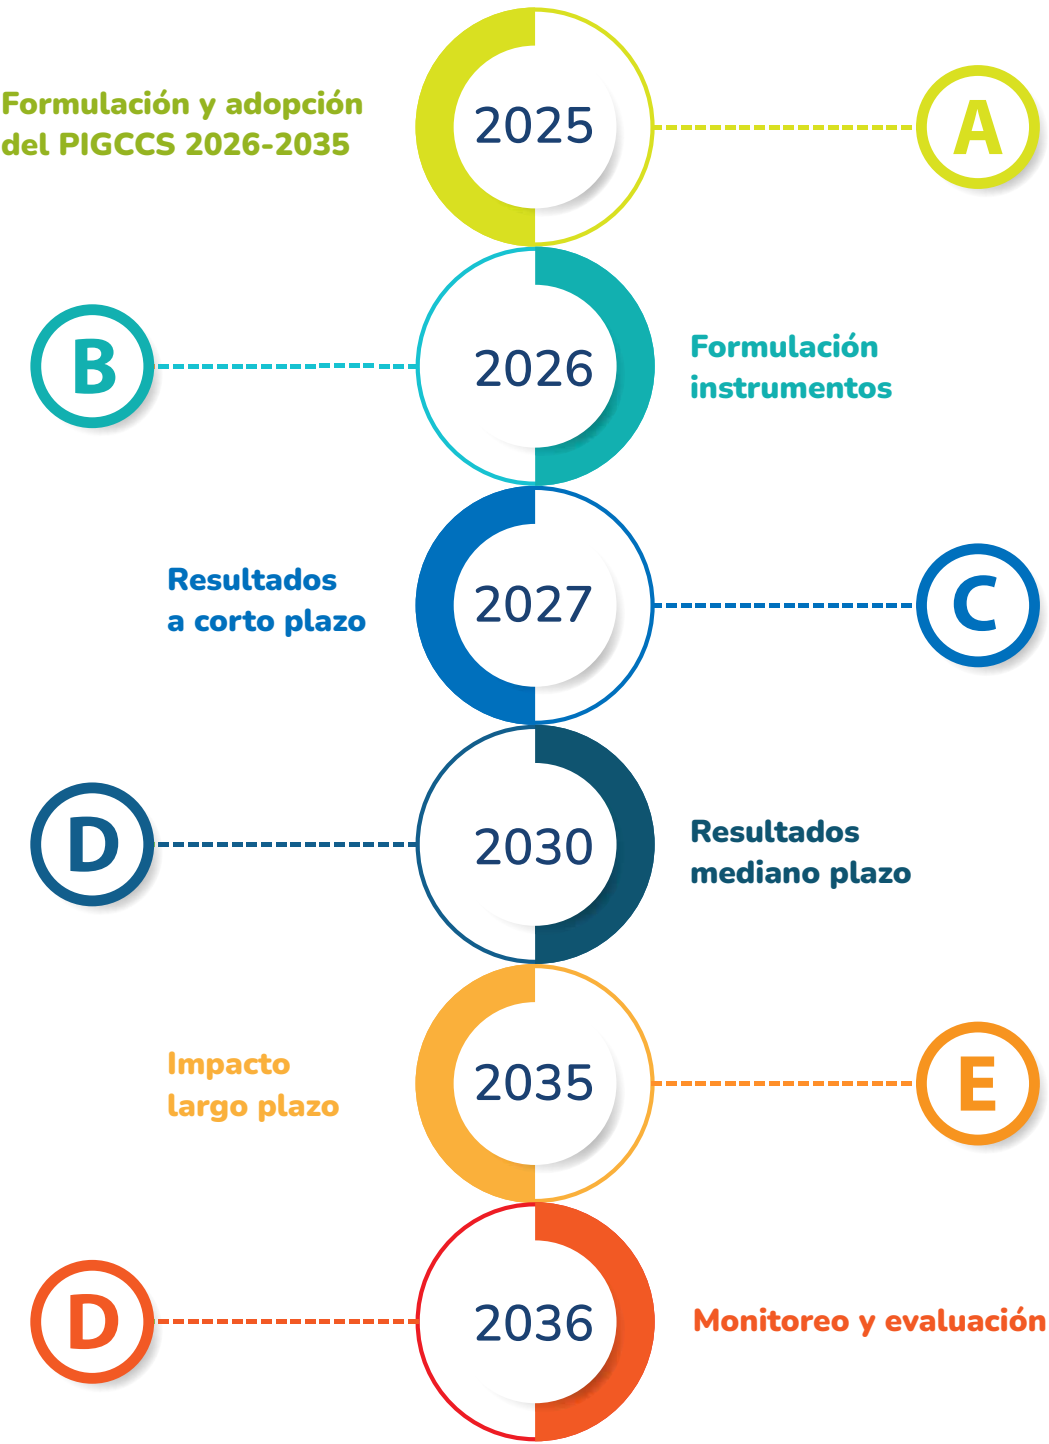 Formulación y adopción
del PIGCCS 2026-2035
2025
A
B
2026
Formulación
instrumentos
Resultados
a corto plazo
2027
C
D
2030
Resultados
mediano plazo
Impacto
largo plazo
2035
E
D
2036
Monitoreo y evaluación